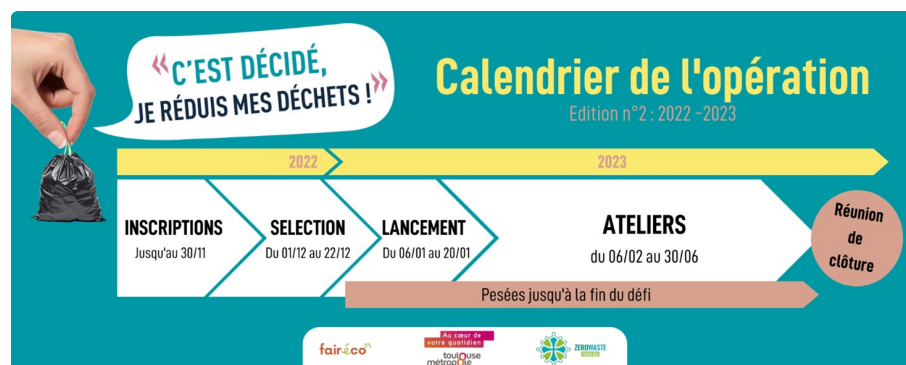 « C'EST DÉCIDÉ,
JE RÉDUIS MES DÉCHETS ! »
Calendrier de l'opération
Edition n°2 : 2022 -2023
2022
2023
INSCRIPTIONS
Jusqu'au 30/11
SELECTION
Du 01/12 au 22/12
LANCEMENT
Du 06/01 au 20/01
ATELIERS
du 06/02 au 30/06
Réunion
de
clôture
Pesées jusqu'à la fin du défi
fairéco
Au cœur de
votre quotidien
toulouse
métropole
ZEROWASTE